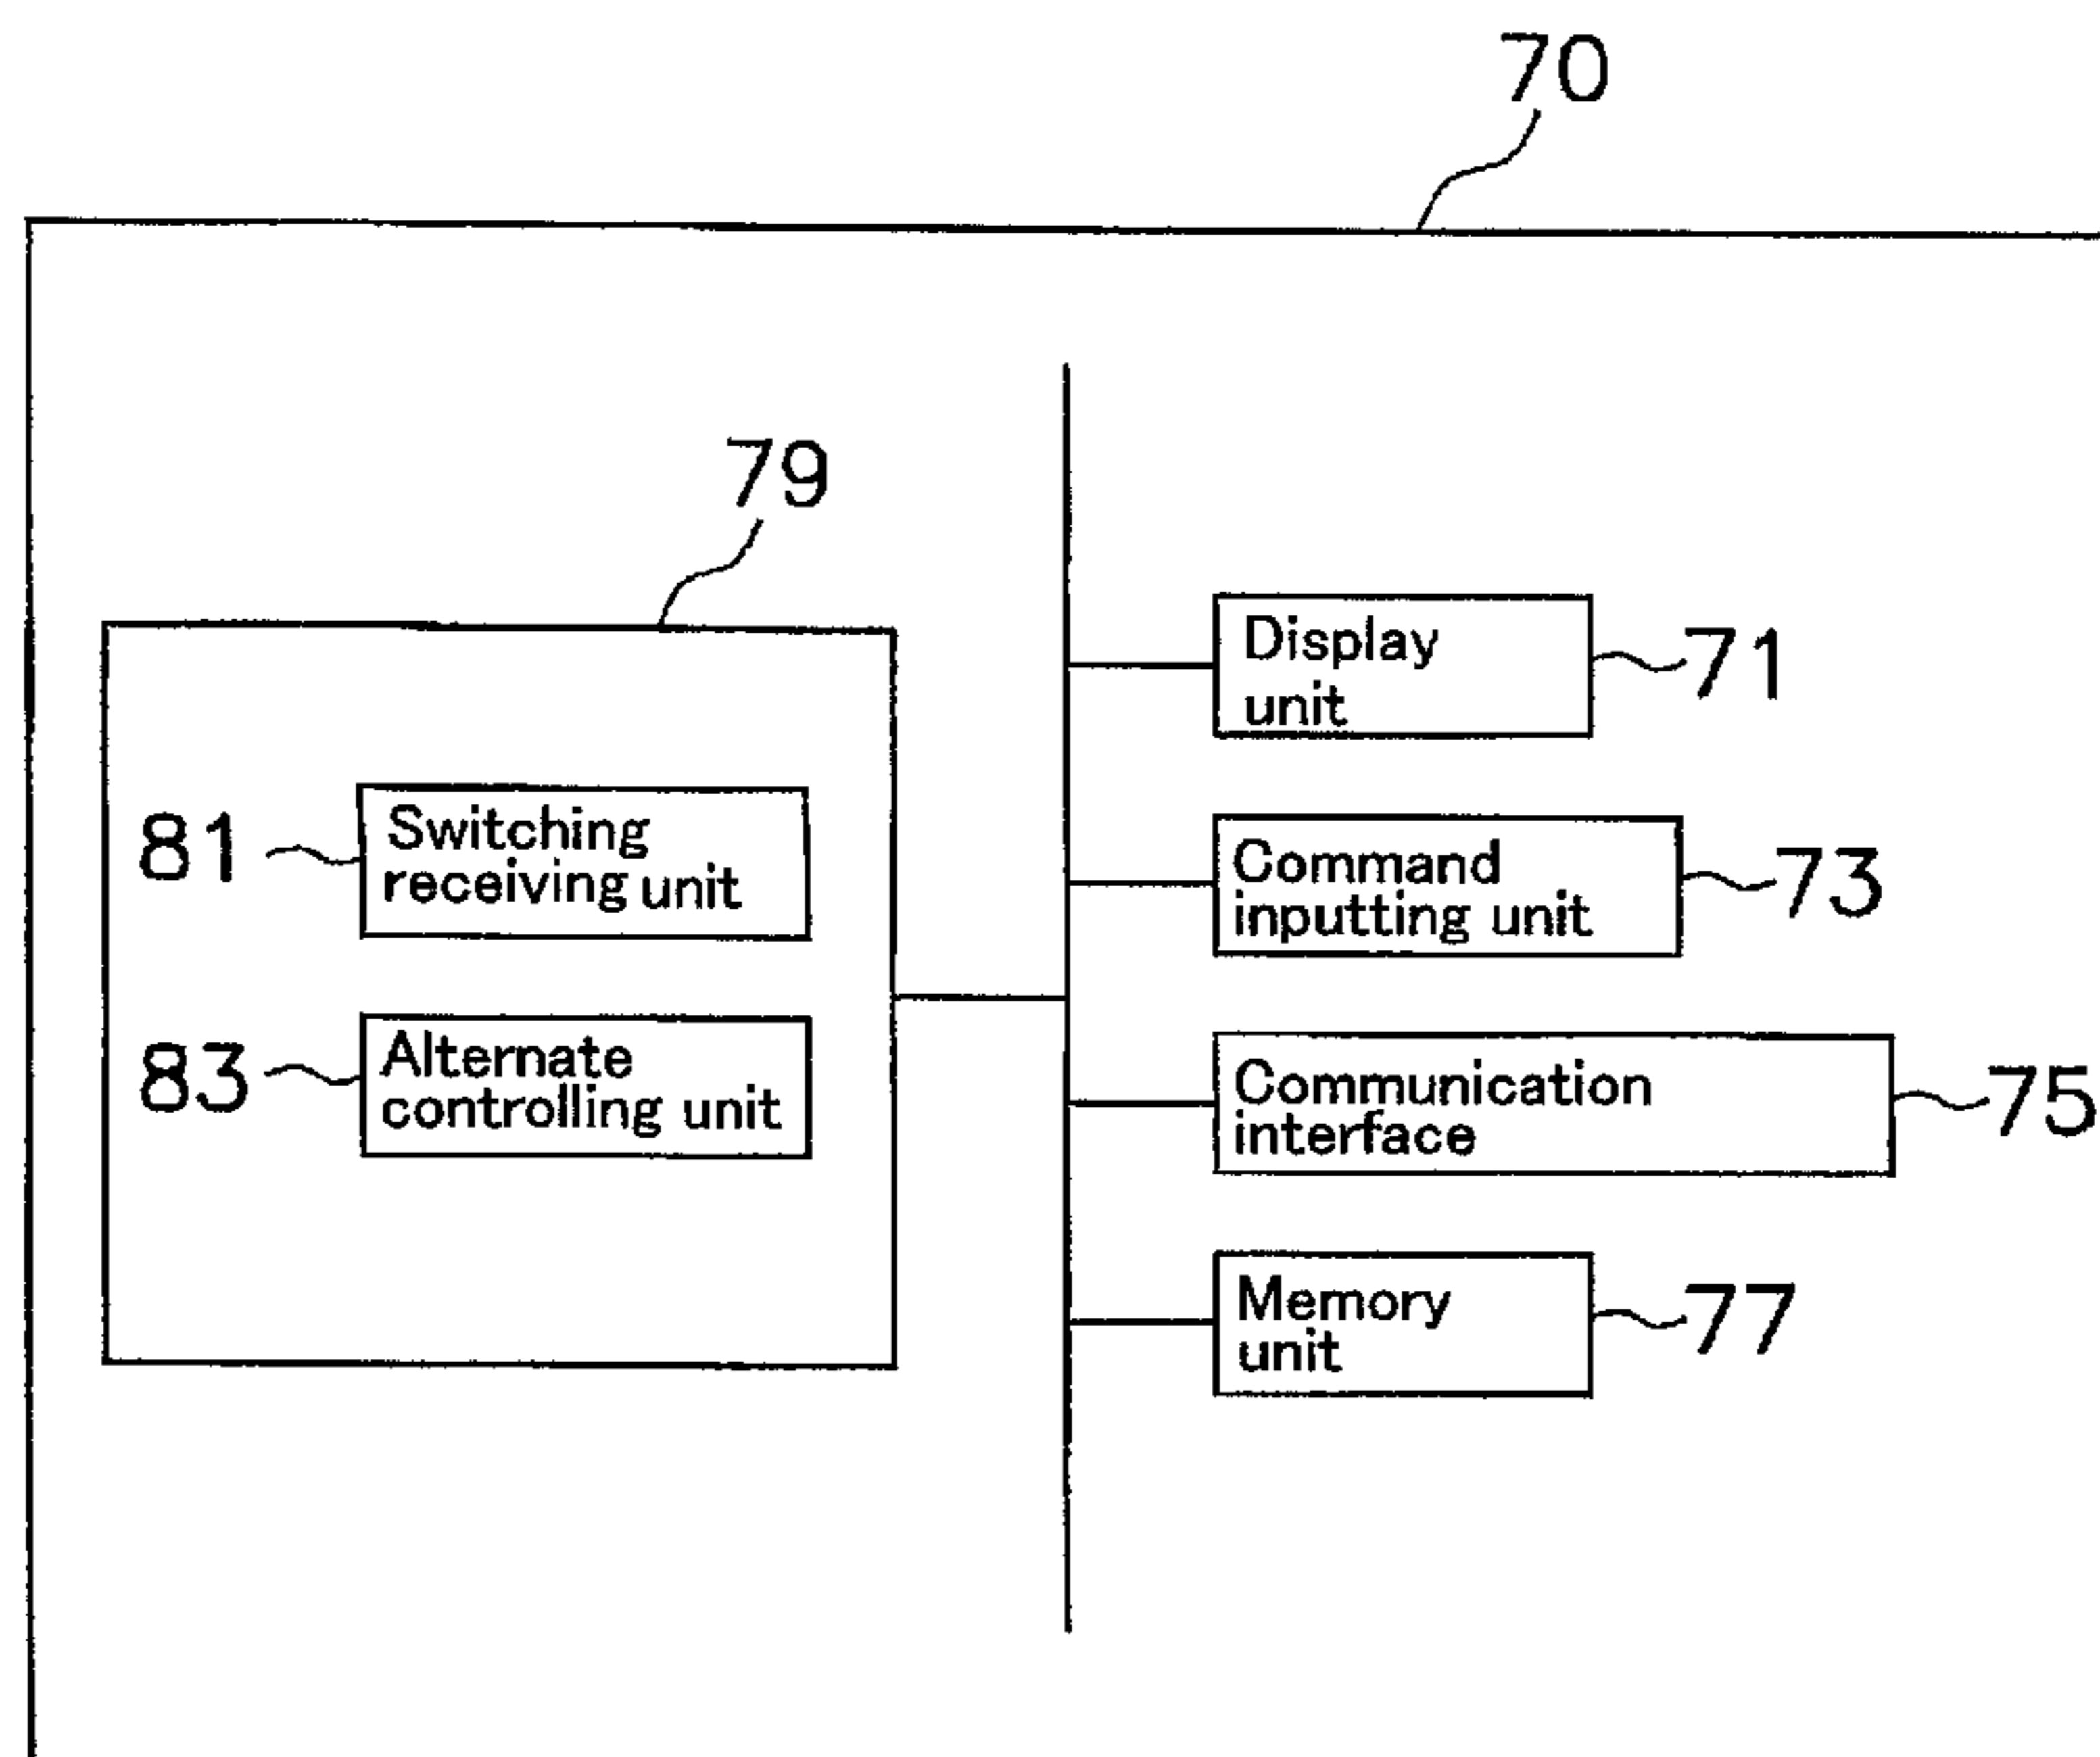 70
79
Display
unit
71
81
Switching
receiving unit
Command
inputting unit
73
83
Alternate
controlling unit
Communication
interface
75
Memory
unit
77